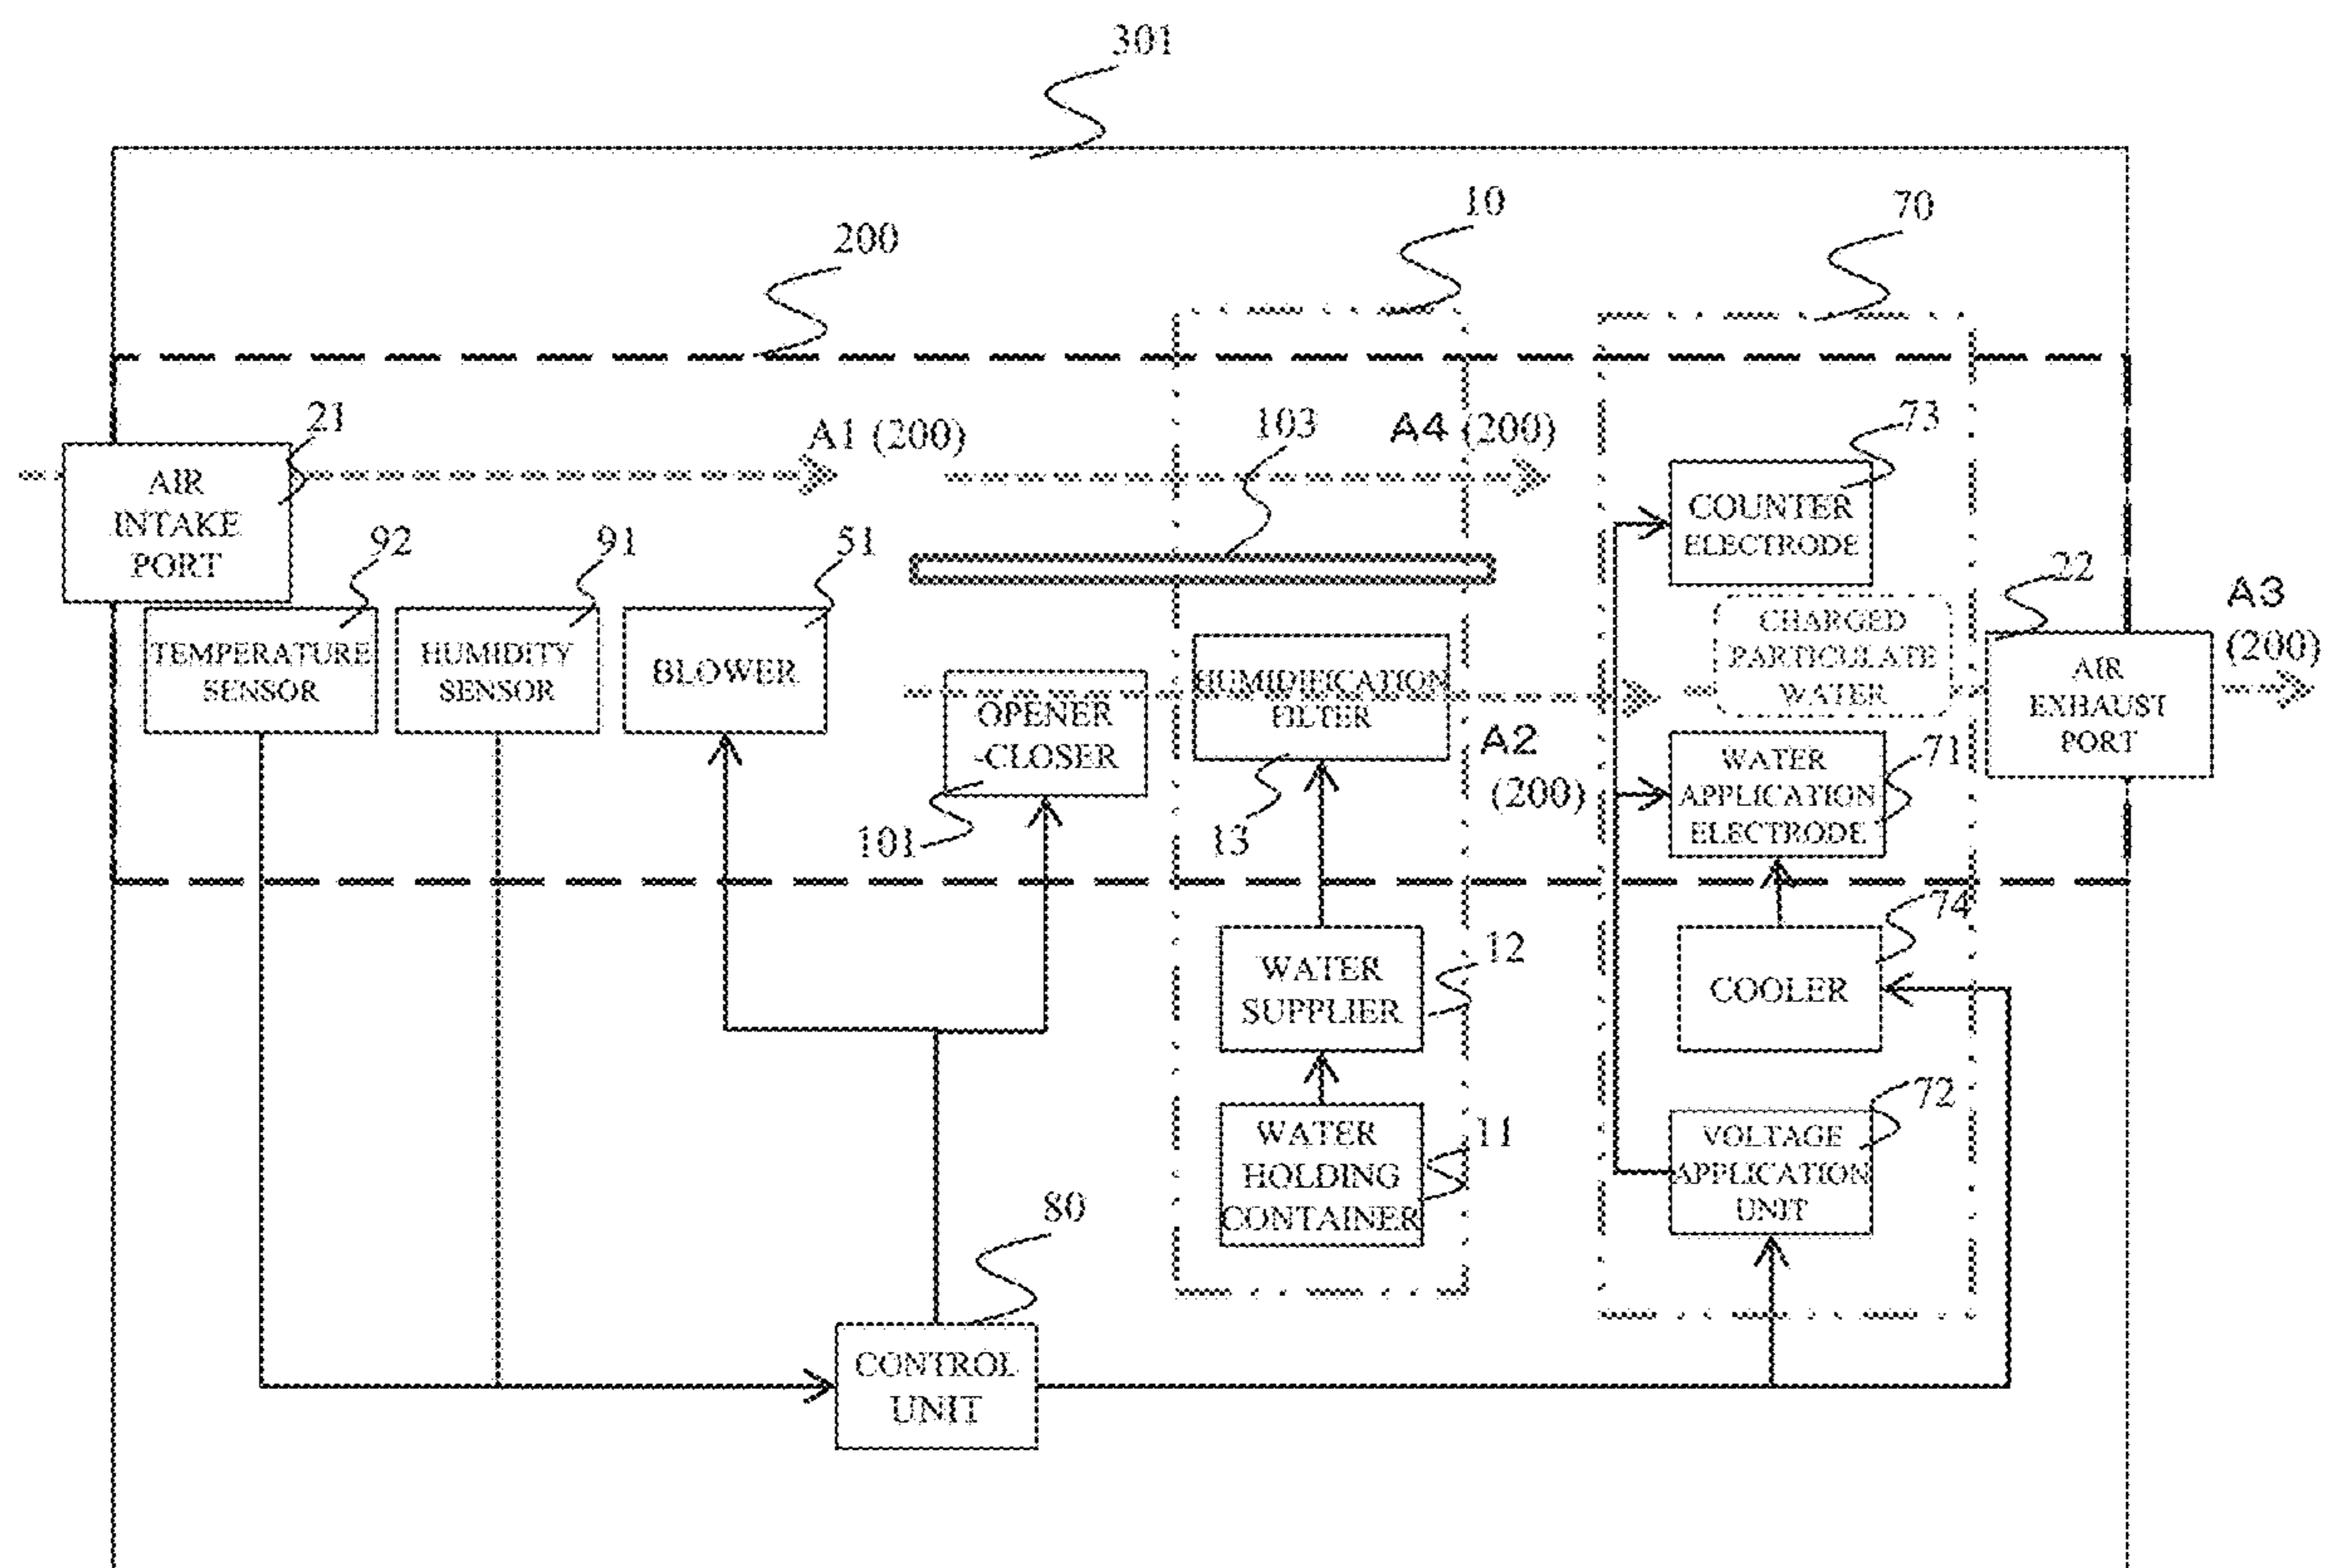 301
10
70
200
21
A1 (200)
103
A4 (200)
73
AIR
INTAKE
PORT
COUNTER
ELECTRODE
92
91
51
22
A3
(200)
TEMPERATURE
SENSOR
HUMIDITY
SENSOR
BLOWER
OPENER
-CLOSER
HUMIDIFICATION
FILTER
CHARGED
PARTICULATE
WATER
AIR
EXHAUST
PORT
A2
(200)
WATER
APPLICATION
ELECTRODE
71
101
13
74
WATER
SUPPLIER
12
COOLER
WATER
HOLDING
CONTAINER
11
VOLTAGE
APPLICATION
UNIT
72
80
CONTROL
UNIT